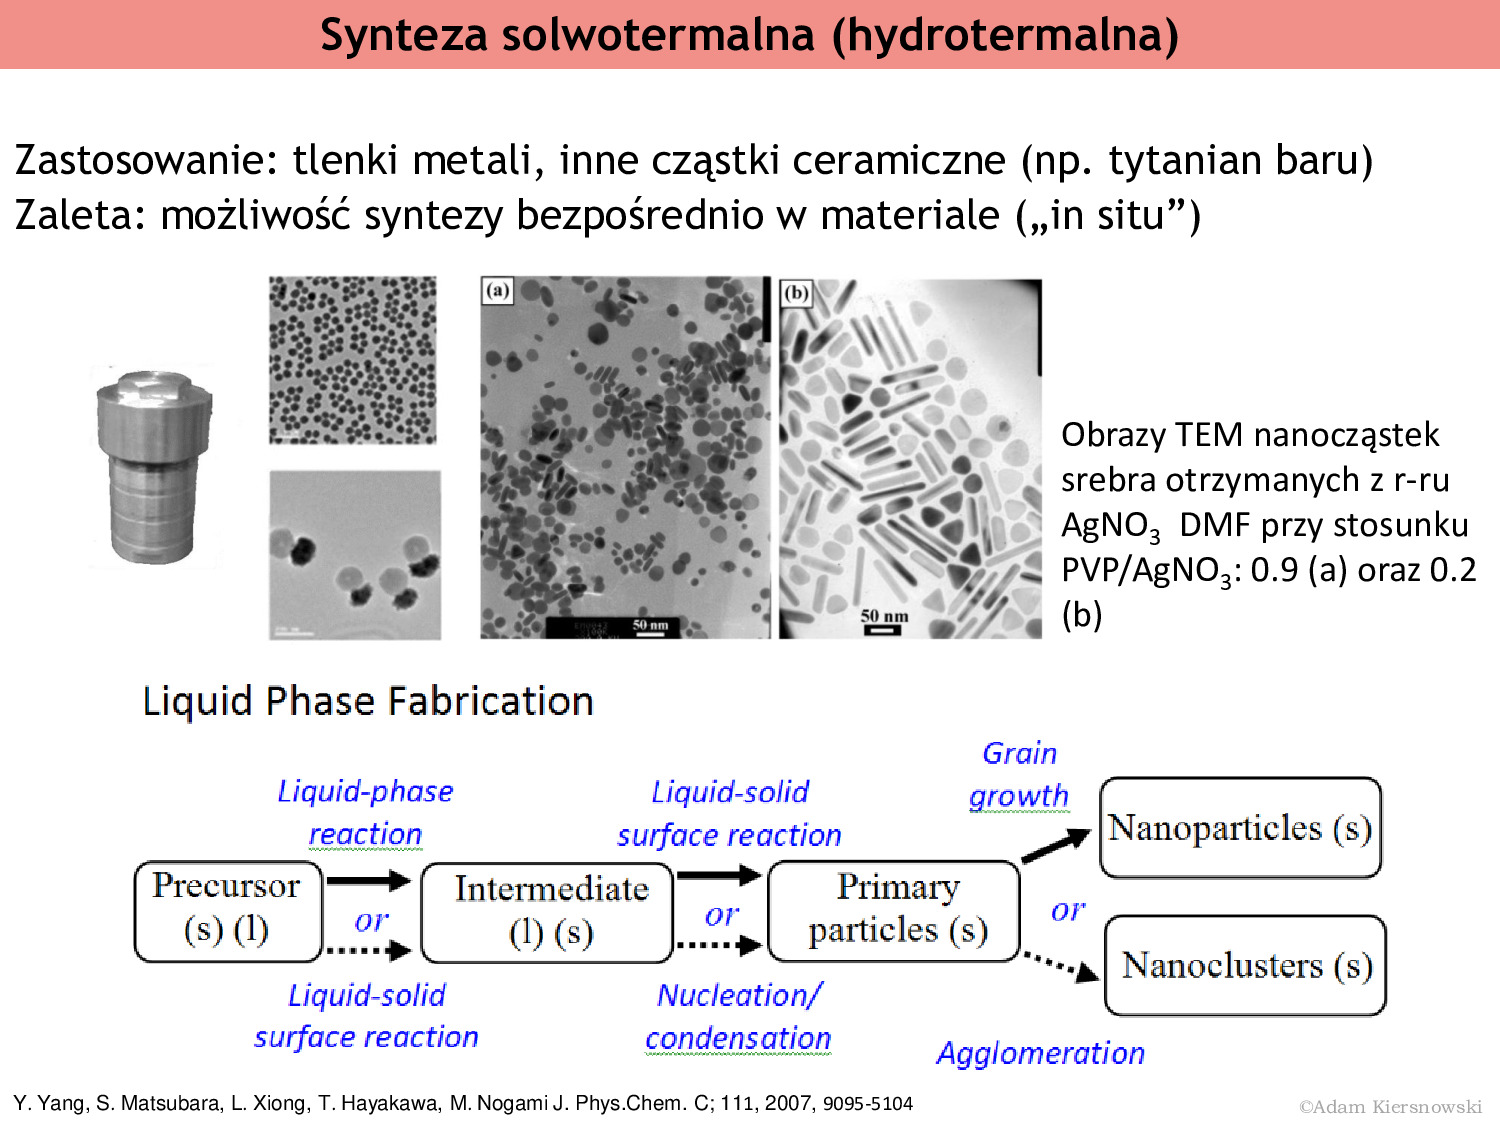 Synteza solwotermalna (hydrotermalna)
Zastosowanie: tlenki metali, inne cząstki ceramiczne (np. tytanian baru)
Zaleta: możliwość syntezy bezpośrednio w materiale („in situ”)
(a)
(b)
50 nm
50 nm
Obrazy TEM nanocząstek
srebra otrzymanych z r-ru
AgNO3 DMF przy stosunku
PVP/AgNO3: 0.9 (a) oraz 0.2
(b)
Liquid Phase Fabrication
Liquid-phase
reaction
Liquid-solid
surface reaction
Grain
growth
Precursor
(s) (l)
or
Intermediate
(l) (s)
or
Primary
particles (s)
or
Nanoparticles (s)
Nanoclusters (s)
Liquid-solid
surface reaction
Nucleation/
condensation
Agglomeration
Y. Yang, S. Matsubara, L. Xiong, T. Hayakawa, M. Nogami J. Phys.Chem. C; 111, 2007, 9095-5104
©Adam Kiersnowski